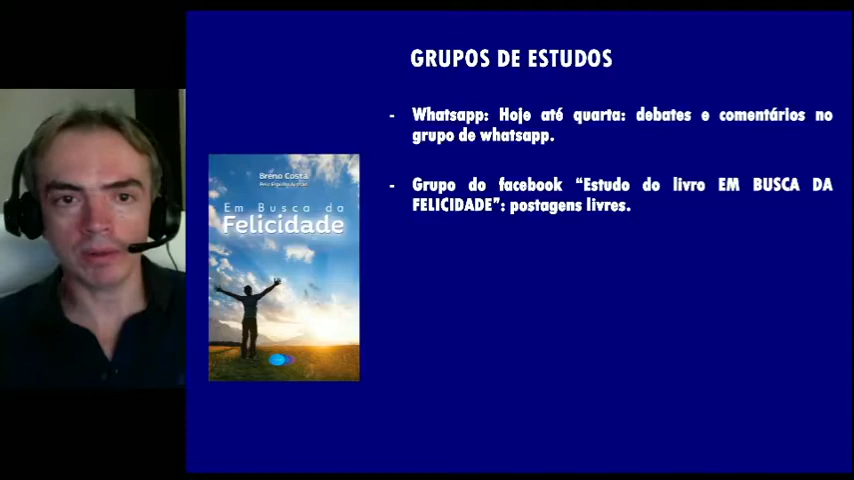 GRUPOS DE ESTUDOS
- Whatsapp: Hoje até quarta: debates e comentários no
grupo de whatsapp.
- Grupo do facebook “Estudo do livro EM BUSCA DA
FELICIDADE”: postagens livres.
Breno Costa
Em Busca da
Felicidade